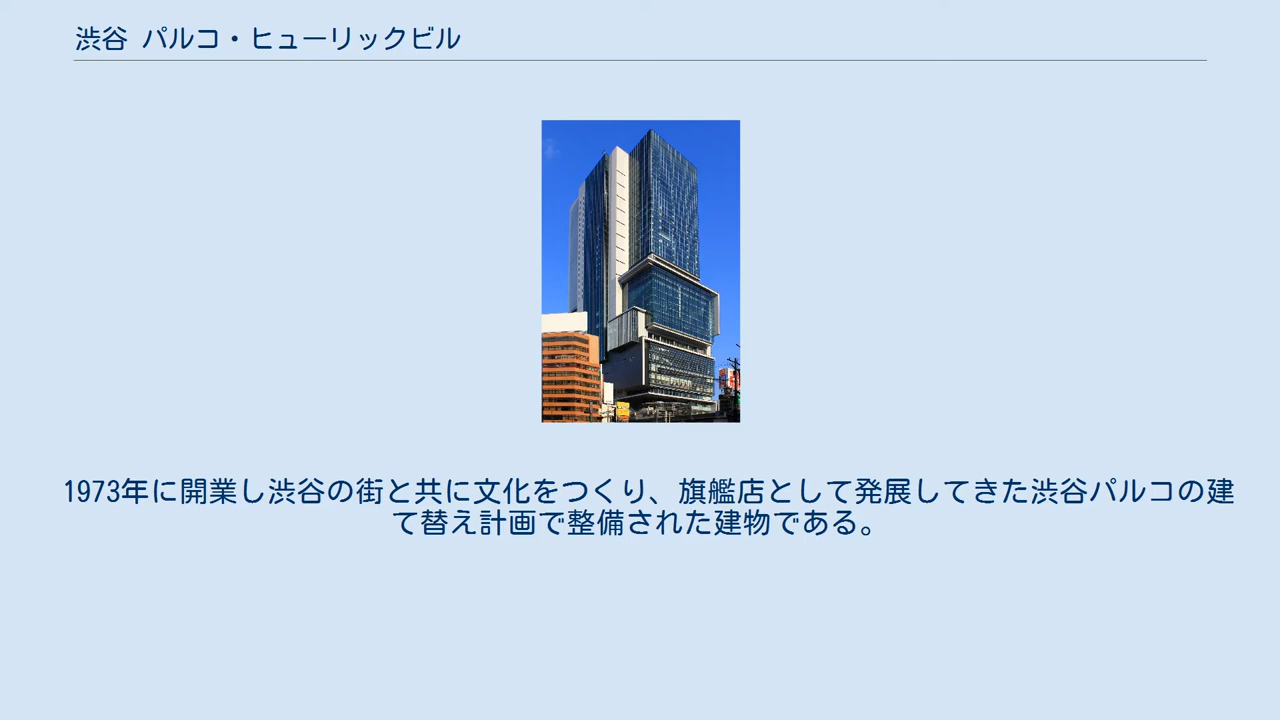 渋谷 パルコ・ヒューリックビル
1973年に開業し渋谷の街と共に文化をつくり、旗艦店として発展してきた渋谷パルコの建
て替え計画で整備された建物である。